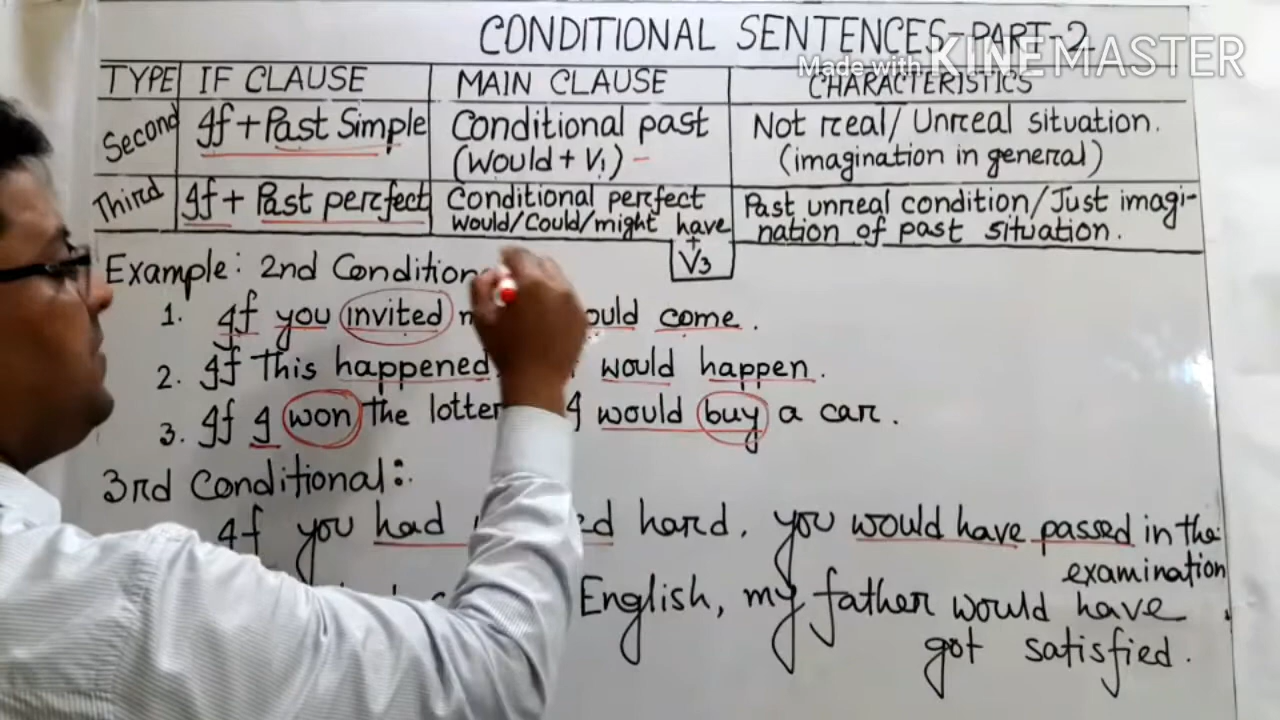 CONDITIONAL SENTENCES-PART-2
Made with KINEMASTER
TYPE IF CLAUSE MAIN CLAUSE CHARACTERISTICS
Second If + Past Simple Conditional past Not real/ Unreal situation.
(would + V1) (imagination in general)
Third If + Past perfect Conditional perfect Past unreal condition/Just imagi-
would/could/might have nation of past situation.
+
V3
Example: 2nd Condition
1. If you invited would come.
2. If This happened would happen.
3. If I won the lotter I would buy a car.
3rd Conditional:
If you had hard, you would have passed in the
examination
English, my father would have
got satisfied.